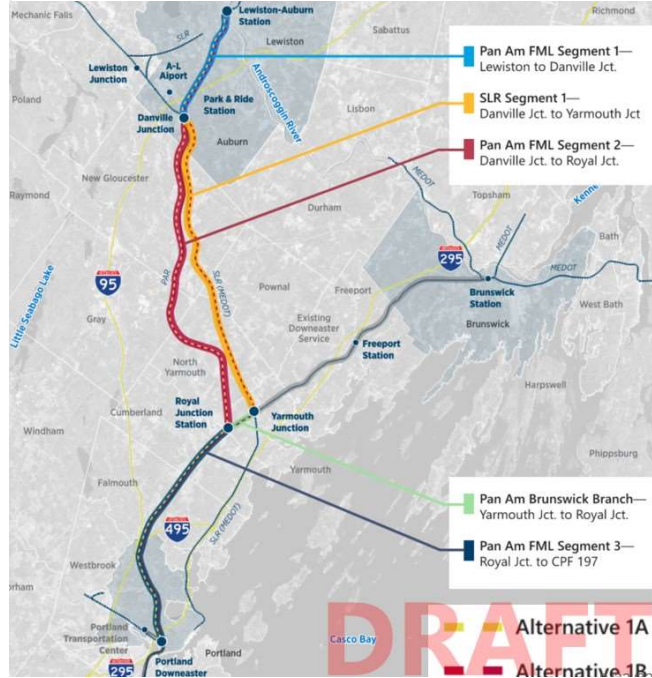 Mechanic Falls
SLR
Lewiston-Auburn
Station
Sabattus
Richmond
Lewiston
Lewiston
Junction
A-L
Aiport
Androscoggin River
Pan Am FML Segment 1—
Lewiston to Danville Jct.
Poland
Park & Ride
Station
Lisbon
SLR Segment 1—
Danville Jct. to Yarmouth Jct
Danville
Junction
Auburn
Pan Am FML Segment 2—
Danville Jct. to Royal Jct.
New Gloucester
Raymond
Durham
Topsham
MEDOT
Bath
295
MEDOT
MEDOT
Little Seabago Lake
95
PAR
SLR (MEDOT)
Pownal
Freeport
Brunswick
Station
West Bath
Gray
Existing
Downeaster
Service
Brunswick
Freeport
Station
North
Yarmouth
Harpswell
Royal
Junction
Station
Cumberland
Yarmouth
Junction
Windham
Phippsburg
Yarmouth
Falmouth
Pan Am Brunswick Branch—
Yarmouth Jct. to Royal Jct.
495
SLR (MEDOT)
Pan Am FML Segment 3—
Royal Jct. to CPF 197
Westbrook
Portland
Transportation
Center
Casco Bay
DRAFT
Alternative 1A
Portland
295
Portland
Downeaster
Alternative 1B